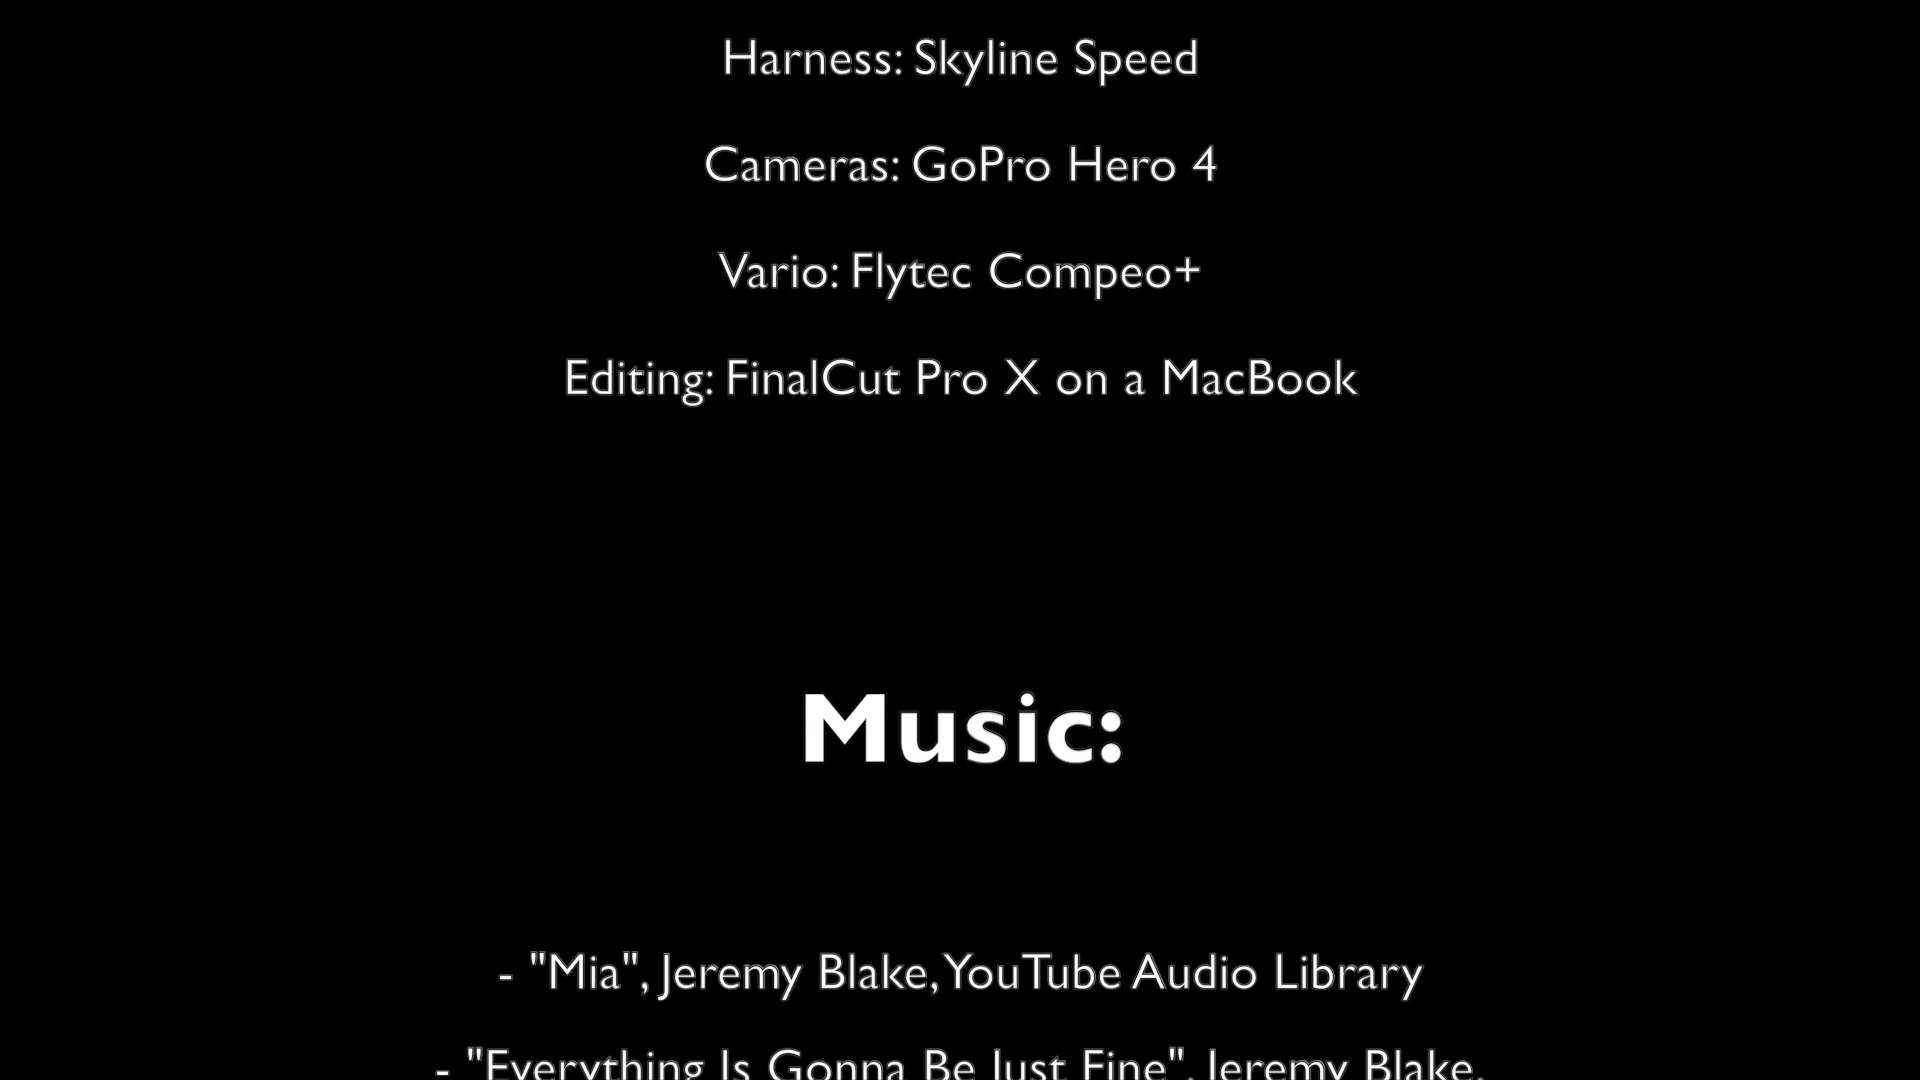 Harness: Skyline Speed
Cameras: GoPro Hero 4
Vario: Flytec Compeo+
Editing: FinalCut Pro X on a MacBook
Music:
- "Mia", Jeremy Blake, YouTube Audio Library
- "Everything Is Gonna Be Just Fine", Jeremy Blake,